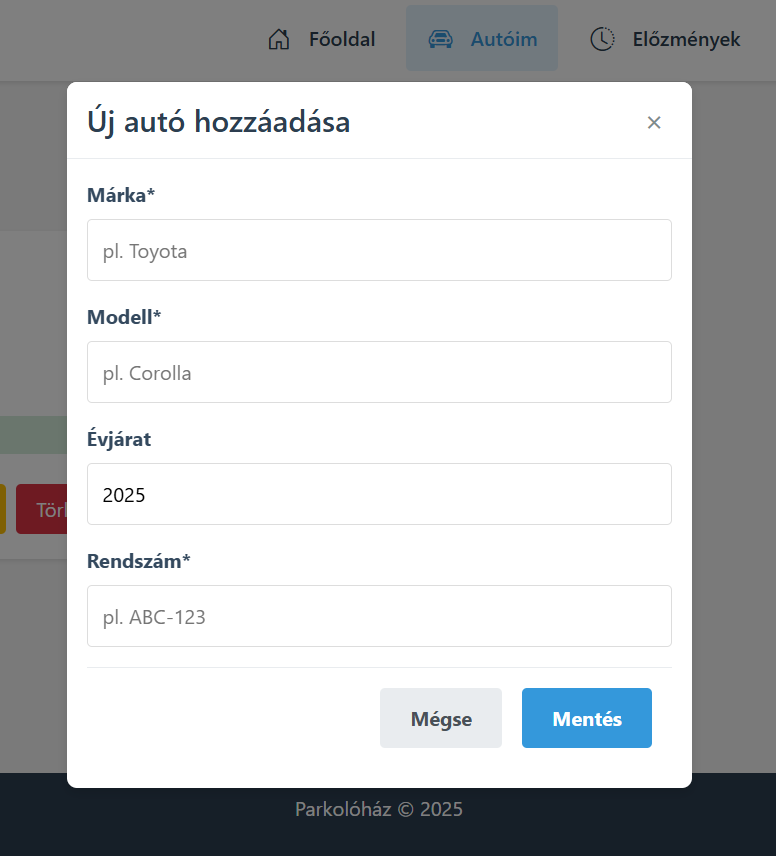 Főoldal Autóim Előzmények
Új autó hozzáadása ×
Márka*
pl. Toyota
Modell*
pl. Corolla
Évjárat
2025
Rendszám*
pl. ABC-123
Mégse Mentés
Parkolóház © 2025